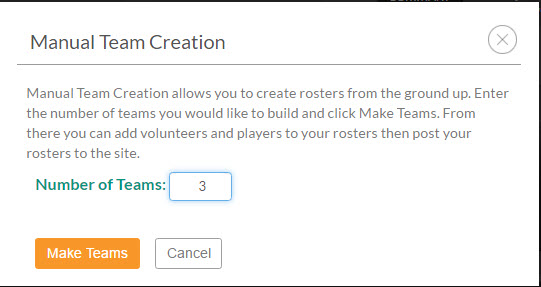 Manual Team Creation
Manual Team Creation allows you to create rosters from the ground up. Enter
the number of teams you would like to build and click Make Teams. From
there you can add volunteers and players to your rosters then post your
rosters to the site.
Number of Teams: 3
Make Teams Cancel